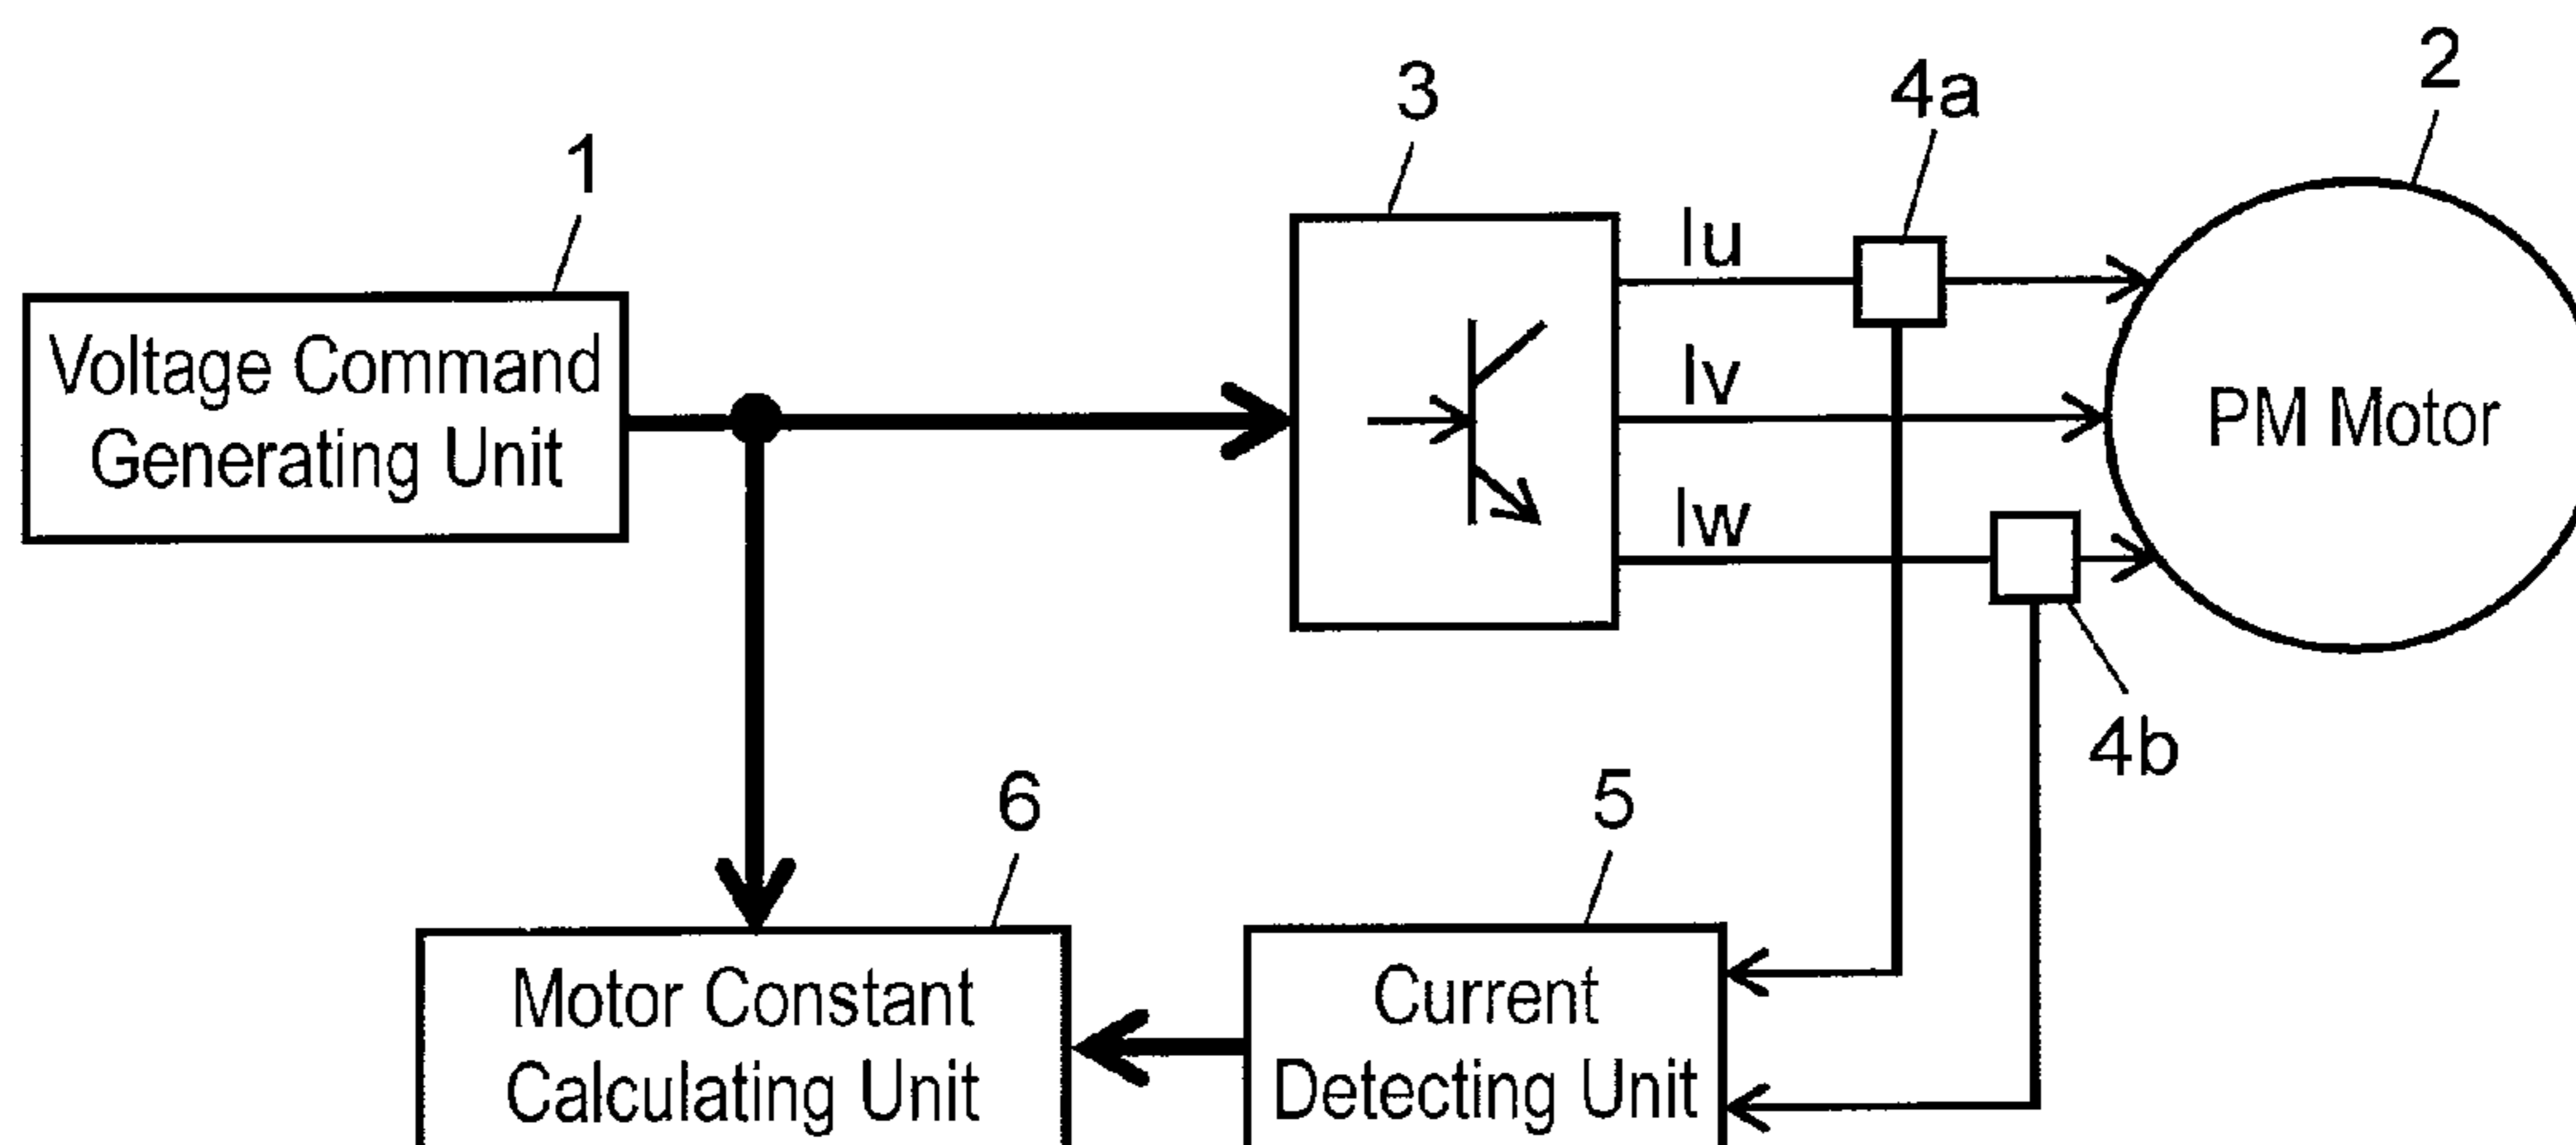 2
3
4a
1
Iu
Voltage Command
Generating Unit
Iv
PM Motor
Iw
4b
6
5
Motor Constant
Calculating Unit
Current
Detecting Unit